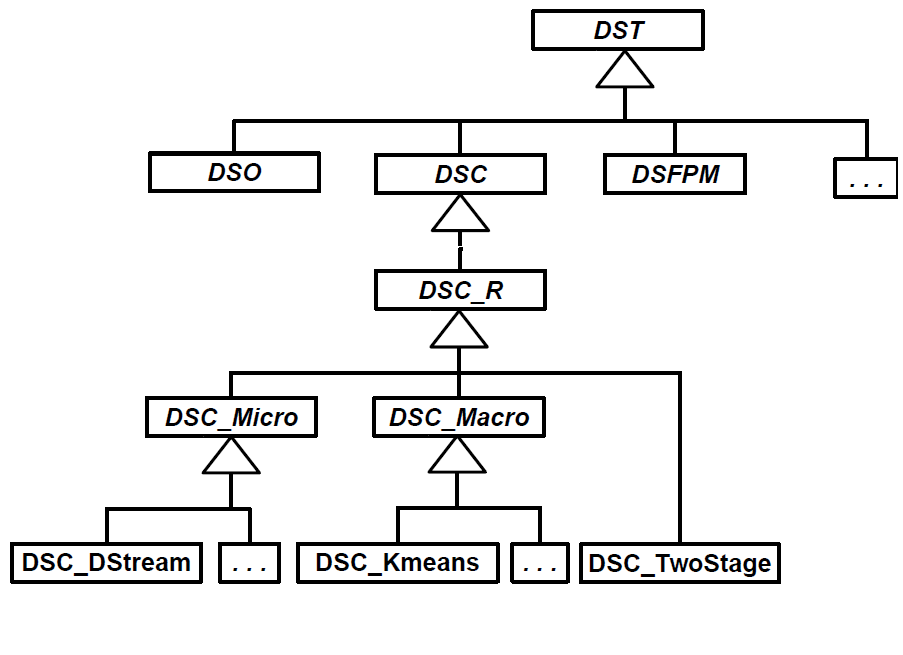 DST
DSO
DSC
DSFPM
. . .
DSC_R
DSC_Micro
DSC_Macro
DSC_DStream
. . .
DSC_Kmeans
. . .
DSC_TwoStage